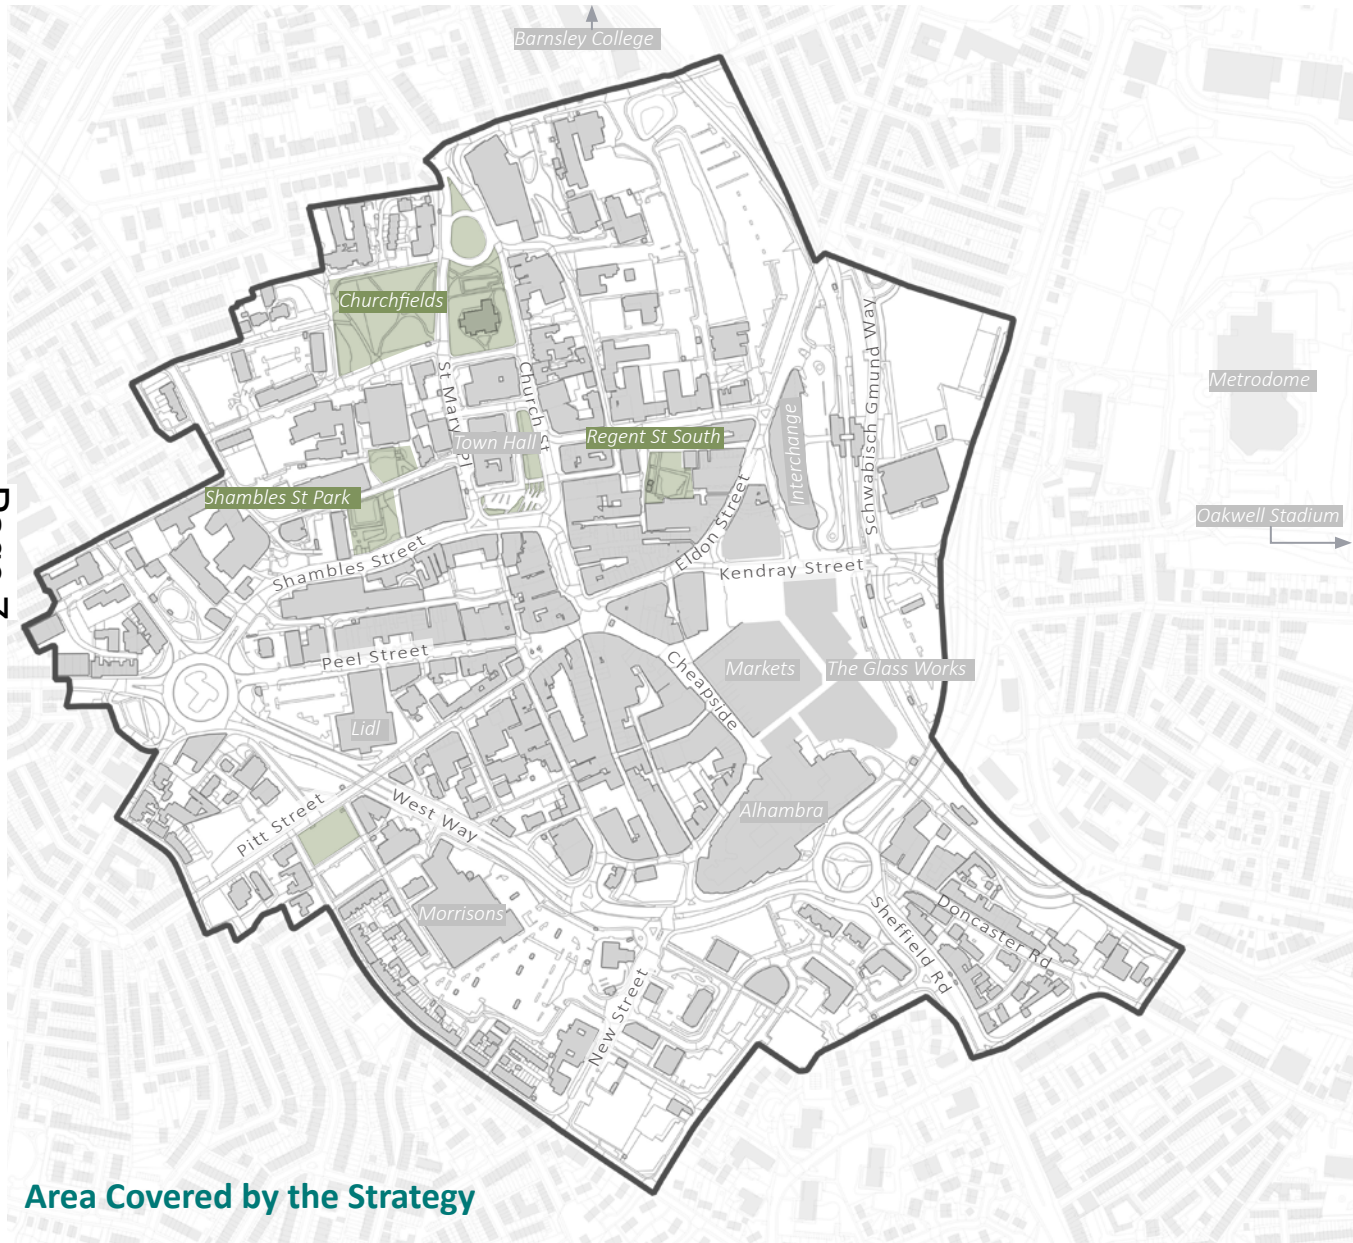 Barnsley College
Churchfields
Schwabisch Gmund Way
Metrodome
St Mary's Pl
Church St
Town Hall
Regent St South
Interchange
Shambles St Park
Oakwell Stadium
Eldon Street
Shambles Street
Kendray Street
Peel Street
Cheapside
Markets
The Glass Works
Lidl
West Way
Alhambra
Pitt Street
Morrisons
Doncaster Rd
Sheffield Rd
New Street
Area Covered by the Strategy